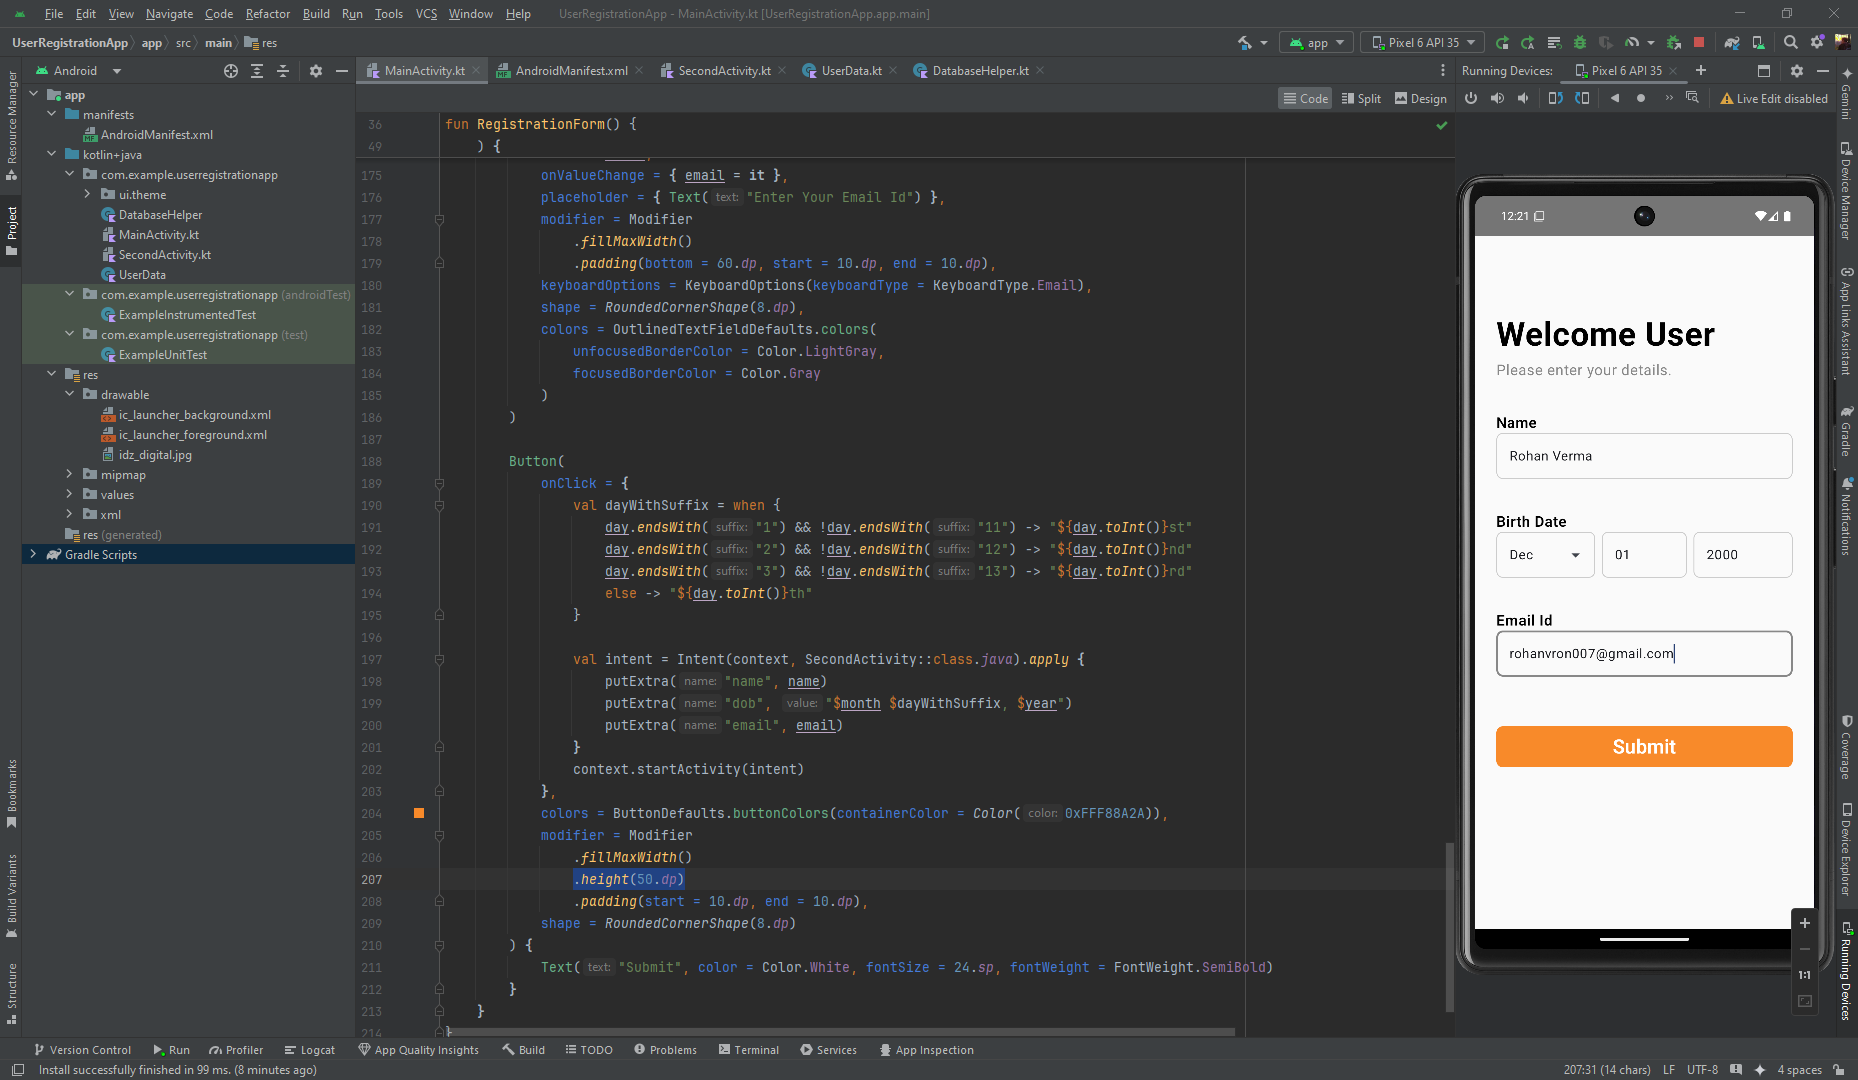 File Edit View Navigate Code Refactor Build Run Tools VCS Window Help UserRegistrationApp - MainActivity.kt [UserRegistrationApp.app.main]
UserRegistrationApp app src main res
app Pixel 6 API 35
Android
MainActivity.kt AndroidManifest.xml SecondActivity.kt UserData.kt DatabaseHelper.kt
Running Devices: Pixel 6 API 35
Code Split Design
Live Edit disabled
Resource Manager
Project
Bookmarks
Build Variants
Structure
app
manifests
AndroidManifest.xml
kotlin+java
com.example.userregistrationapp
ui.theme
DatabaseHelper
MainActivity.kt
SecondActivity.kt
UserData
com.example.userregistrationapp (androidTest)
ExampleInstrumentedTest
com.example.userregistrationapp (test)
ExampleUnitTest
res
drawable
ic_launcher_background.xml
ic_launcher_foreground.xml
idz_digital.jpg
mipmap
values
xml
res (generated)
Gradle Scripts
36 fun RegistrationForm() {
49 ) {
175 onValueChange = { email = it },
176 placeholder = { Text( text: "Enter Your Email Id") },
177 modifier = Modifier
178 .fillMaxWidth()
179 .padding(bottom = 60.dp, start = 10.dp, end = 10.dp),
180 keyboardOptions = KeyboardOptions(keyboardType = KeyboardType.Email),
181 shape = RoundedCornerShape(8.dp),
182 colors = OutlinedTextFieldDefaults.colors(
183 unfocusedBorderColor = Color.LightGray,
184 focusedBorderColor = Color.Gray
185 )
186 )
187
188 Button(
189 onClick = {
190 val dayWithSuffix = when {
191 day.endsWith( suffix: "1") && !day.endsWith( suffix: "11") -> "${day.toInt()}st"
192 day.endsWith( suffix: "2") && !day.endsWith( suffix: "12") -> "${day.toInt()}nd"
193 day.endsWith( suffix: "3") && !day.endsWith( suffix: "13") -> "${day.toInt()}rd"
194 else -> "${day.toInt()}th"
195 }
196
197 val intent = Intent(context, SecondActivity::class.java).apply {
198 putExtra( name: "name", name)
199 putExtra( name: "dob", value: "$month $dayWithSuffix, $year")
200 putExtra( name: "email", email)
201 }
202 context.startActivity(intent)
203 },
204 colors = ButtonDefaults.buttonColors(containerColor = Color( color: 0xFFF88A2A)),
205 modifier = Modifier
206 .fillMaxWidth()
207 .height(50.dp)
208 .padding(start = 10.dp, end = 10.dp),
209 shape = RoundedCornerShape(8.dp)
210 ) {
211 Text( text: "Submit", color = Color.White, fontSize = 24.sp, fontWeight = FontWeight.SemiBold)
212 }
213 }
214 }
12:21
Welcome User
Please enter your details.
Name
Rohan Verma
Birth Date
Dec 01 2000
Email Id
rohanvron007@gmail.com
Submit
1:1
Gemini
Device Manager
App Links Assistant
Gradle
Notifications
Coverage
Device Explorer
Running Devices
Version Control Run Profiler Logcat App Quality Insights Build TODO Problems Terminal Services App Inspection
Install successfully finished in 99 ms. (8 minutes ago)
207:31 (14 chars) LF UTF-8 4 spaces